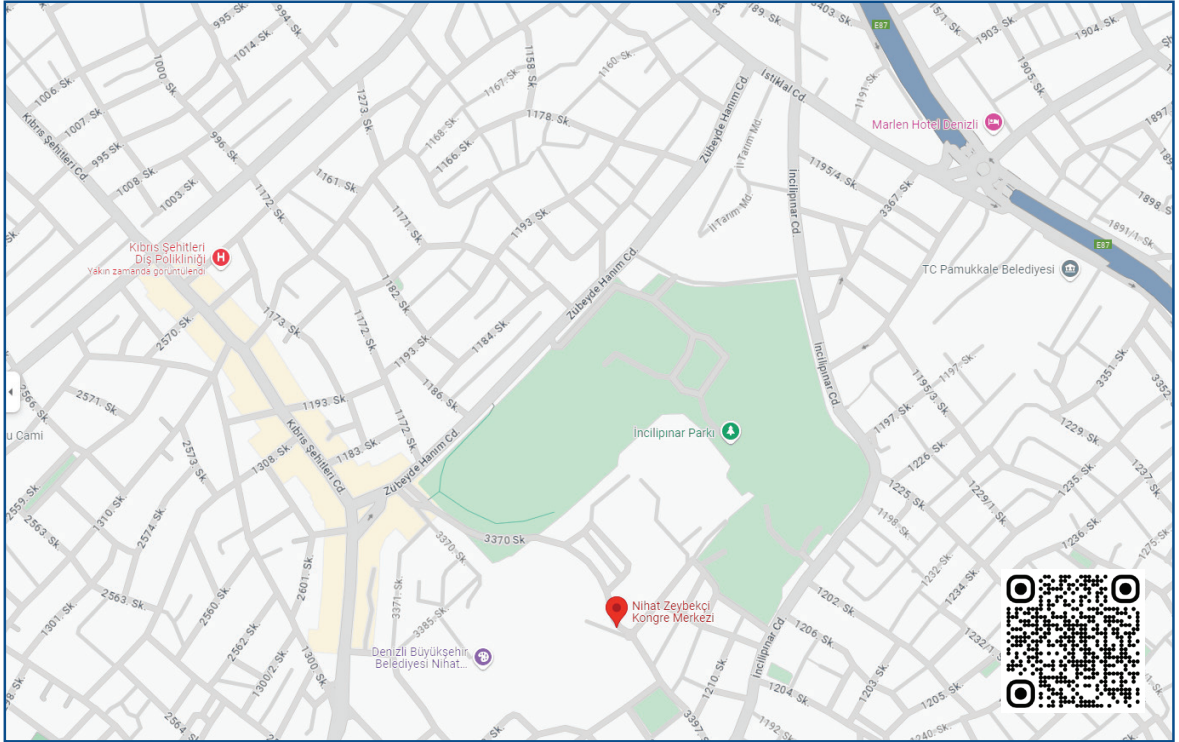 995. Sk.
994. Sk.
1014. Sk.
1000. Sk.
1006. Sk.
1007. Sk.
995 Sk.
1008. Sk.
1003. Sk.
996. Sk.
Kıbrıs Şehitleri Cd.
1273. Sk.
1158. Sk.
1167. Sk.
1160. Sk.
1168. Sk.
1166. Sk.
1178. Sk.
1161. Sk.
1172. Sk.
1171. Sk.
1193. Sk.
Zübeyde Hanım Cd.
İstiklal Cd.
3403. Sk.
E87
1191. Sk.
1903. Sk.
1904. Sk.
1905. Sk.
Marlen Hotel Denizli
İl Tarım Md.
İl Tarım Md.
İncilipınar Cd.
1195/4. Sk.
3367. Sk.
1898. S
1891/1. Sk.
E87
TC Pamukkale Belediyesi
Kıbrıs Şehitleri
Diş Polikliniği
Yakın zamanda görüntülendi
H
2570. Sk.
1173. Sk.
1182. Sk.
1172. Sk.
1193. Sk.
1184. Sk.
1186. Sk.
Zübeyde Hanım Cd.
İncilipınar Cd.
1197. Sk.
1195/3. Sk.
3351. Sk.
3352.
2566. Sk.
2571. Sk.
u Cami
2573. Sk.
1193. Sk.
Kıbrıs Şehitleri Cd.
1183. Sk.
1308. Sk.
1172. Sk.
Zübeyde Hanım Cd.
İncilipınar Parkı
1197. Sk.
1226. Sk.
1229. Sk.
1229/1. Sk.
1235. Sk.
1237. Sk.
1225. Sk.
1198. Sk.
1236. Sk.
1275. Sk.
2559. Sk.
2563. Sk.
1310. Sk.
2574. Sk.
3370. Sk.
3370 Sk
3371. Sk.
3385. Sk.
2601. Sk.
2563. Sk.
2560. Sk.
1301. Sk.
2562. Sk.
1300/2. Sk.
1300. Sk.
2564. Sk.
Denizli Büyükşehir
Belediyesi Nihat...
Nihat Zeybekçi
Kongre Merkezi
1232. Sk.
1234. Sk.
1202. Sk.
1206. Sk.
1232/1.
İncilipınar Cd.
1210. Sk.
1204. Sk.
1203. Sk.
1205. Sk.
3397.
1192. Sk.
1240. Sk.